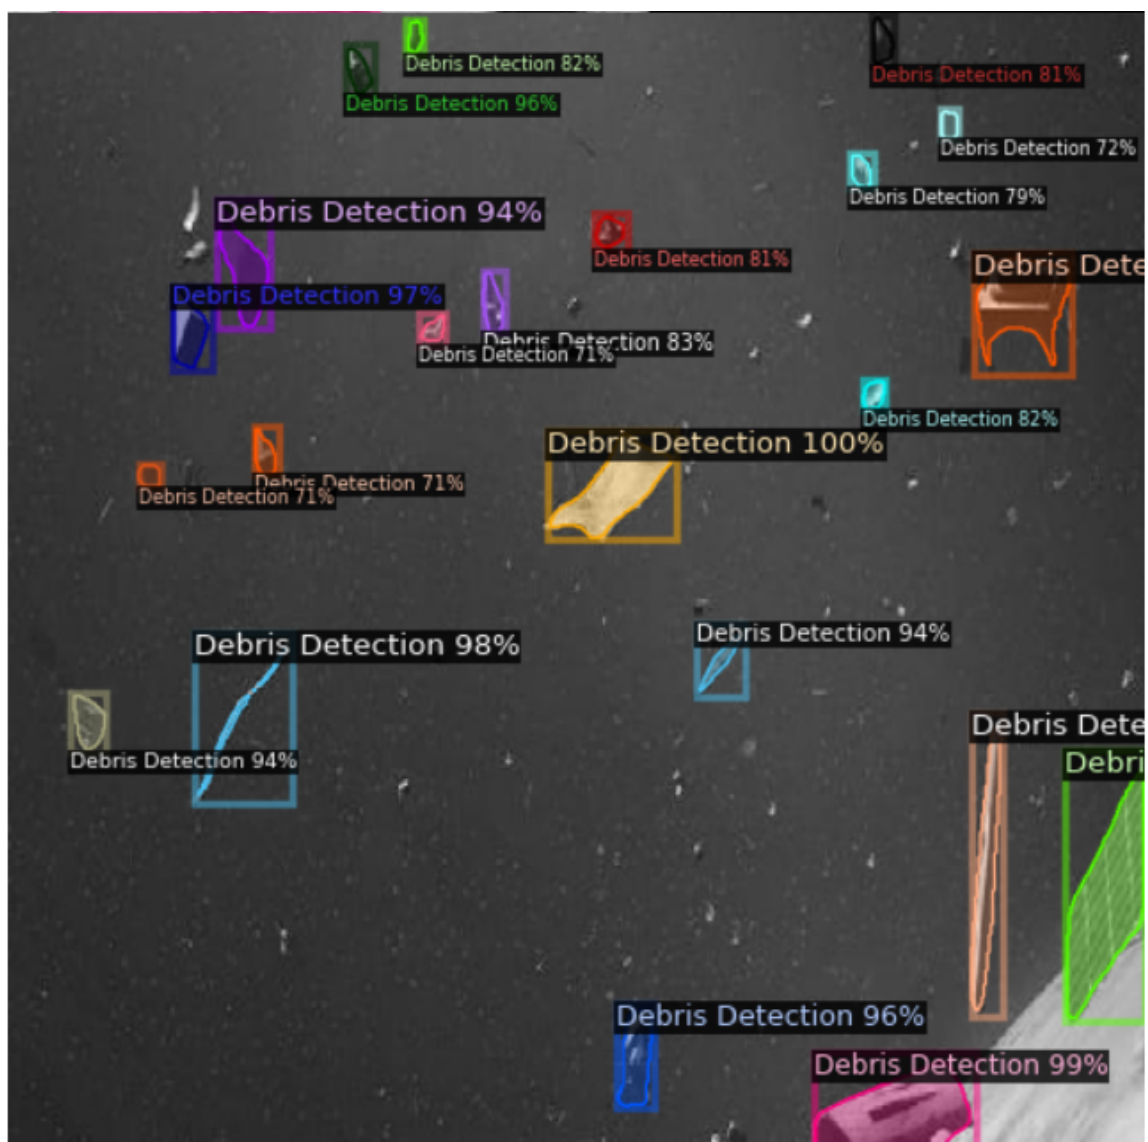 Debris Detection 82%
Debris Detection 81%
Debris Detection 96%
Debris Detection 72%
Debris Detection 79%
Debris Detection 94%
Debris Detection 81%
Debris Dete
Debris Detection 97%
Debris Detection 83%
Debris Detection 71%
Debris Detection 82%
Debris Detection 100%
Debris Detection 71%
Debris Detection 71%
Debris Detection 94%
Debris Detection 98%
Debris Detection 94%
Debris Dete
Debri
Debris Detection 96%
Debris Detection 99%